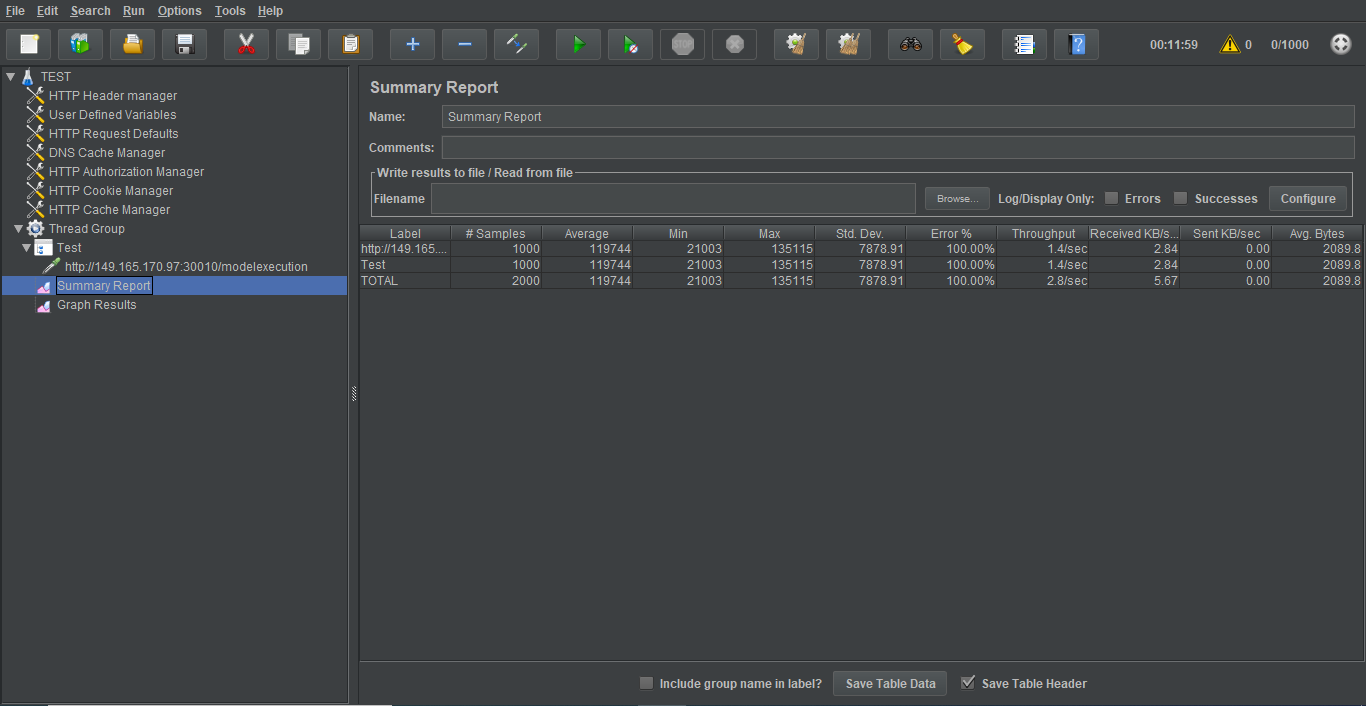 File Edit Search Run Options Tools Help
STOP
00:11:59 0 0/1000
TEST
HTTP Header manager
User Defined Variables
HTTP Request Defaults
DNS Cache Manager
HTTP Authorization Manager
HTTP Cookie Manager
HTTP Cache Manager
Thread Group
Test
http://149.165.170.97:30010/modelexecution
Summary Report
Graph Results
Summary Report
Name: Summary Report
Comments:
Write results to file / Read from file
Filename Browse... Log/Display Only: Errors Successes Configure
Label # Samples Average Min Max Std. Dev. Error % Throughput Received KB/s... Sent KB/sec Avg. Bytes
http://149.165.... 1000 119744 21003 135115 7878.91 100.00% 1.4/sec 2.84 0.00 2089.8
Test 1000 119744 21003 135115 7878.91 100.00% 1.4/sec 2.84 0.00 2089.8
TOTAL 2000 119744 21003 135115 7878.91 100.00% 2.8/sec 5.67 0.00 2089.8
Include group name in label? Save Table Data Save Table Header